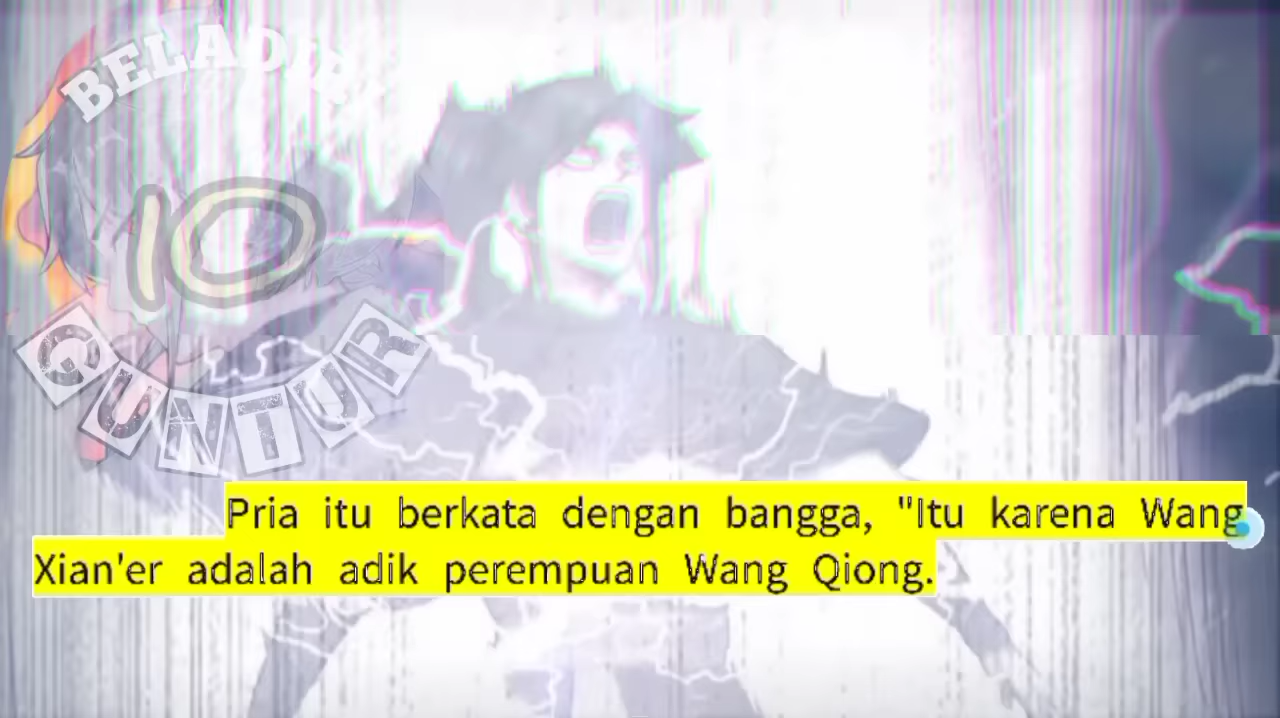 BELADIRI
10
GUNTUR
Pria itu berkata dengan bangga, "Itu karena Wang
Xian'er adalah adik perempuan Wang Qiong.